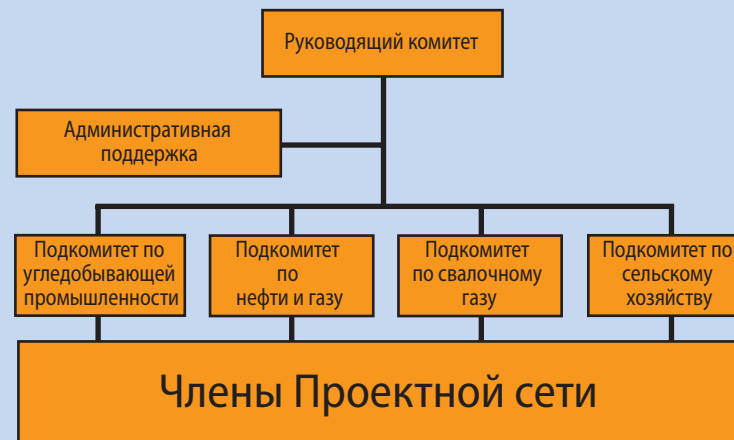 Руководящий комитет
Административная
поддержка
Подкомитет по
угледобывающей
промышленности
Подкомитет
по
нефти и газу
Подкомитет
по свалочному
газу
Подкомитет по
сельскому
хозяйству
Члены Проектной сети